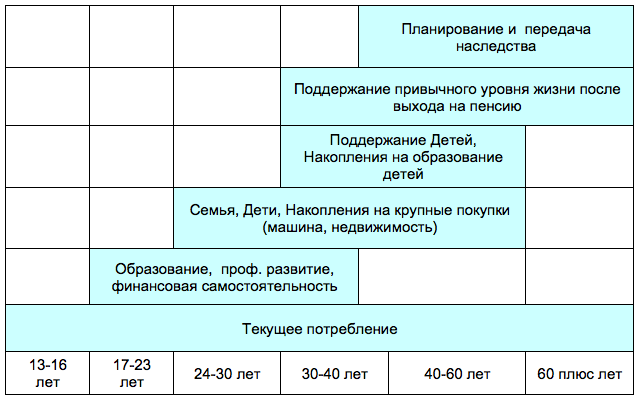 Планирование и передача
наследства
Поддержание привычного уровня жизни после
выхода на пенсию
Поддержание Детей,
Накопления на образование
детей
Семья, Дети, Накопления на крупные покупки
(машина, недвижимость)
Образование, проф. развитие,
финансовая самостоятельность
Текущее потребление
13-16
лет
17-23
лет
24-30 лет
30-40 лет
40-60 лет
60 плюс лет